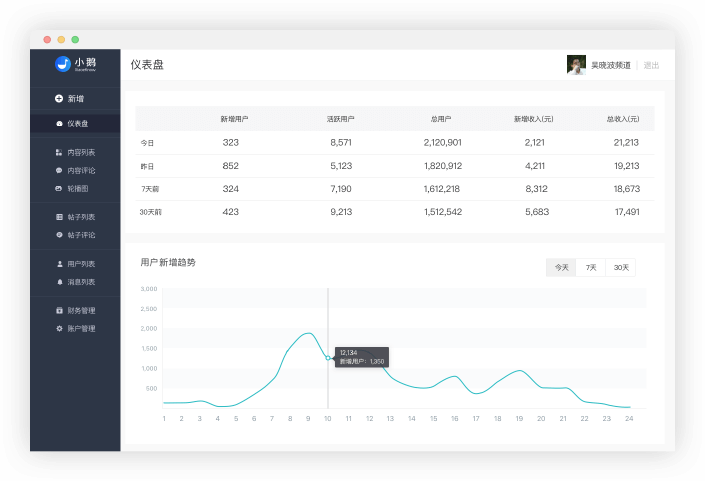 小鹅
仪表盘
吴晓波频道
退出
新增
仪表盘
内容列表
内容评论
轮播图
帖子列表
帖子评论
用户列表
消息列表
财务管理
账户管理
新增用户 活跃用户 总用户 新增收入(元) 总收入(元)
今日 323 8,571 2,120,901 2,121 21,213
昨日 852 5,123 1,820,912 4,211 19,213
7天前 324 7,190 1,612,218 8,312 18,673
30天前 423 9,213 1,512,542 5,683 17,491
用户新增趋势
今天 7天 30天
3,000
2,500
2,000
1,500
1,000
500
12,134
新增用户: 1,350
1 2 3 4 5 6 7 8 9 10 11 12 13 14 15 16 17 18 19 20 21 22 23 24